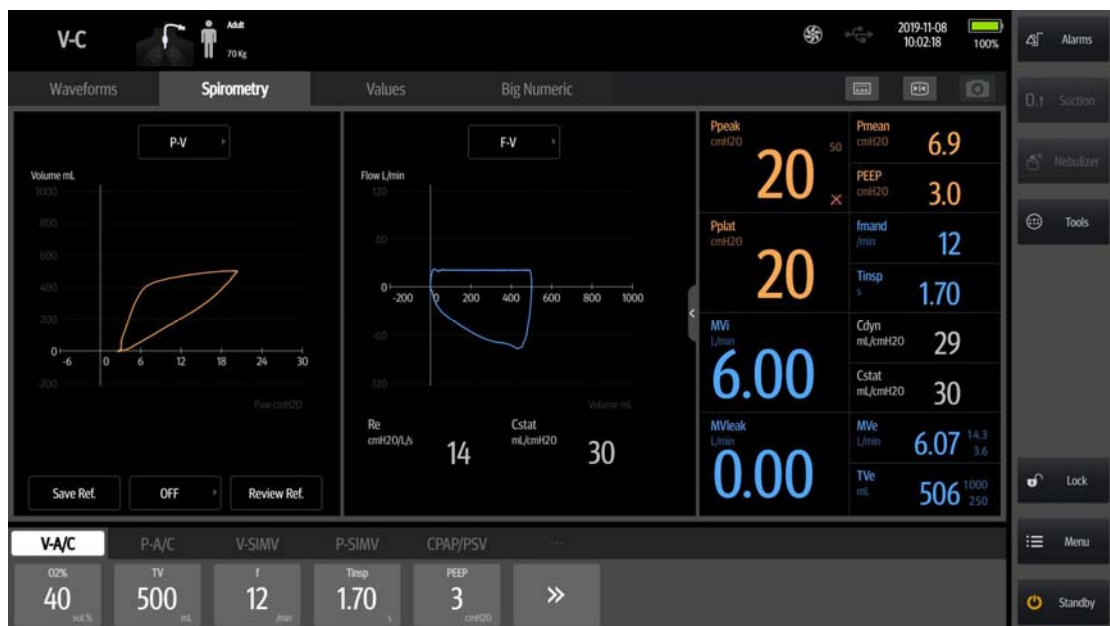 V-C
Adult
70 Kg
2019-11-08
10:02:18
100%
Alarms
Waveforms
Spirometry
Values
Big Numeric
Suction
Nebulizer
Tools
P-V
Volume mL
1000
800
600
400
200
0
-200
-6 0 6 12 18 24 30
Paw cmH2O
Save Ref.
OFF
Review Ref.
F-V
Flow L/min
120
60
0
-60
-120
-200 0 200 400 600 800 1000
Volume mL
Re
cmH2O/L/s
14
Cstat
mL/cmH2O
30
Ppeak
cmH2O
20
50
Pmean
cmH2O
6.9
PEEP
cmH2O
3.0
Pplat
cmH2O
20
fmand
/min
12
Tinsp
s
1.70
MVi
L/min
6.00
Cdyn
mL/cmH2O
29
Cstat
mL/cmH2O
30
MVleak
L/min
0.00
MVe
L/min
6.07
14.3
3.6
TVe
mL
506
1000
250
Lock
Menu
Standby
V-A/C
P-A/C
V-SIMV
P-SIMV
CPAP/PSV
...
O2%
40
vol.%
TV
500
mL
f
12
/min
Tinsp
1.70
s
PEEP
3
cmH2O
»